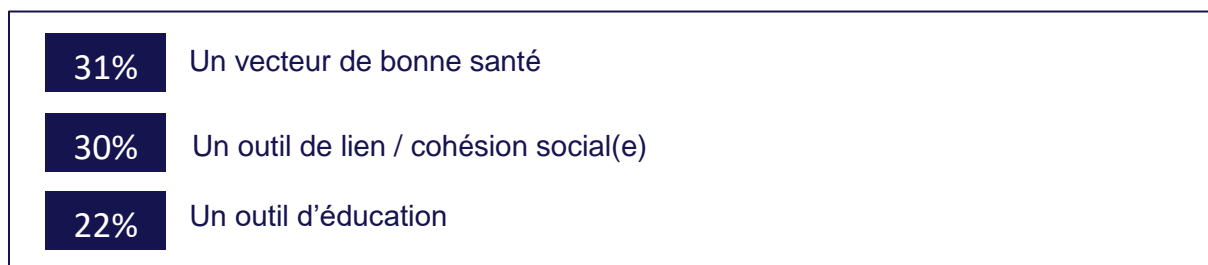 31% Un vecteur de bonne santé
30% Un outil de lien / cohésion social(e)
22% Un outil d’éducation